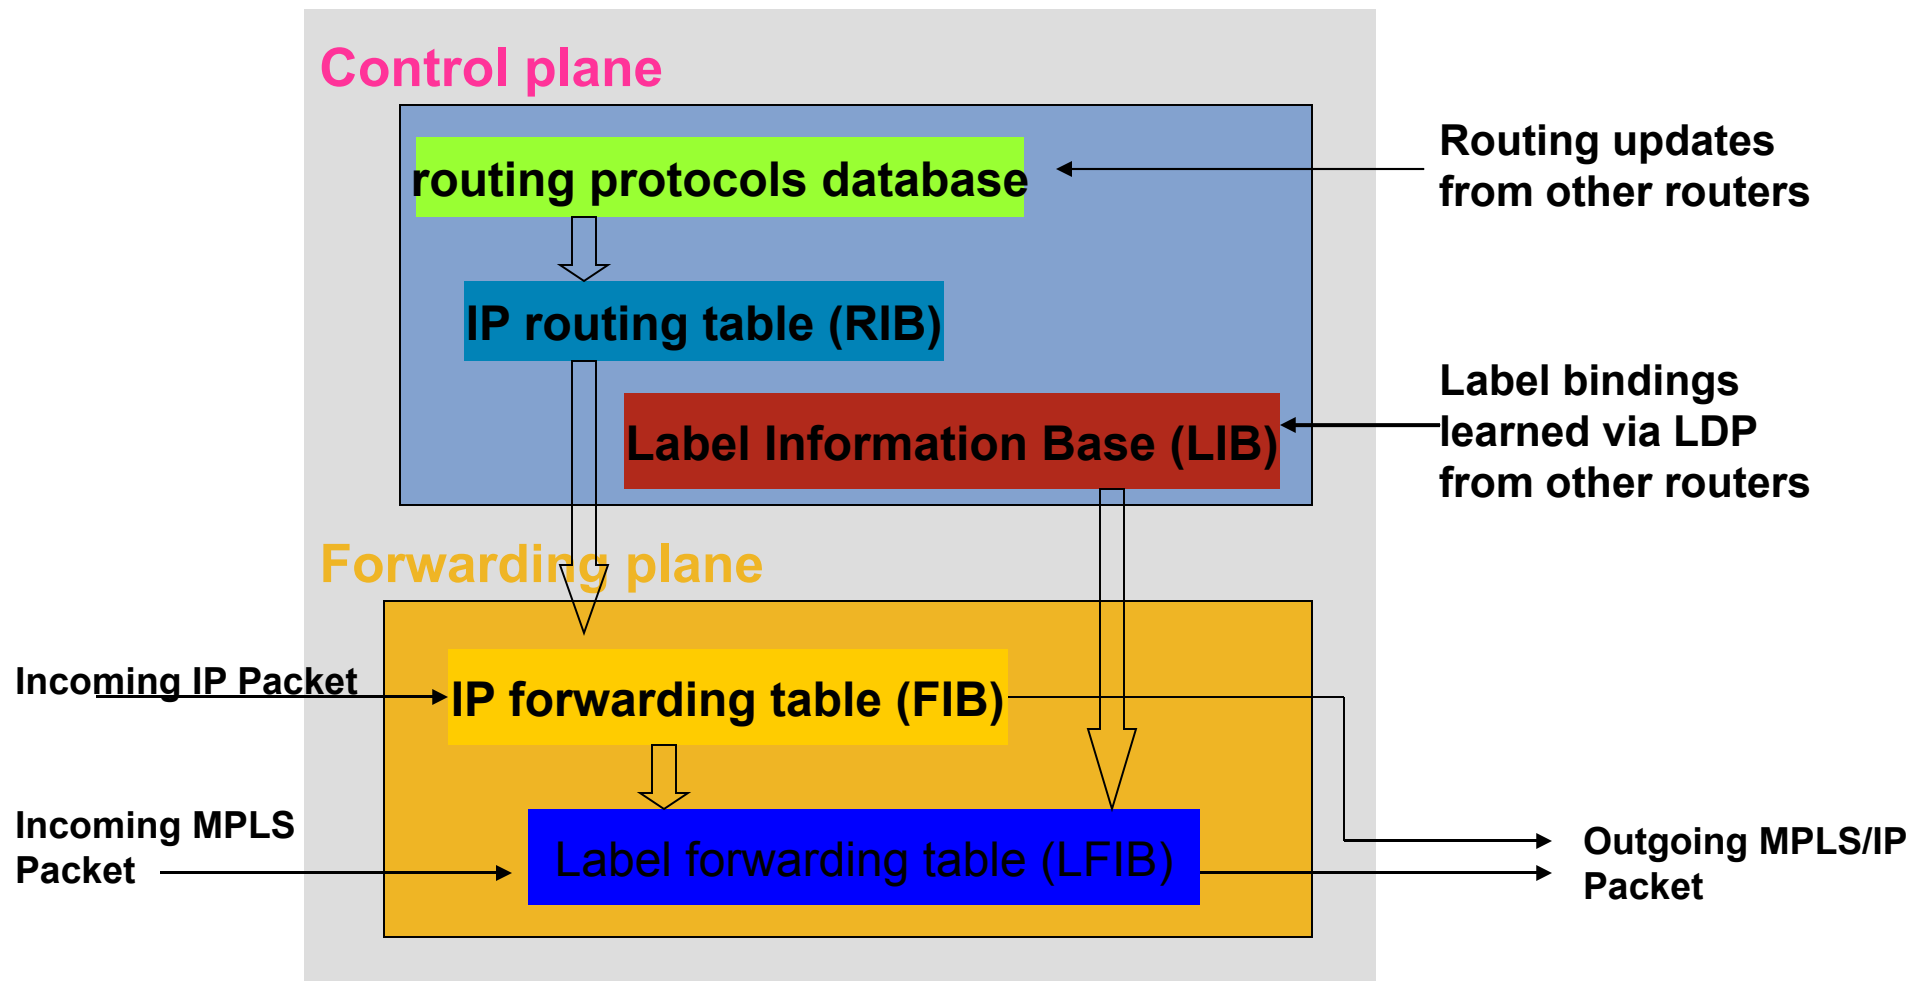 Control plane
routing protocols database
Routing updates
from other routers
IP routing table (RIB)
Label Information Base (LIB)
Label bindings
learned via LDP
from other routers
Forwarding plane
Incoming IP Packet
IP forwarding table (FIB)
Incoming MPLS
Packet
Label forwarding table (LFIB)
Outgoing MPLS/IP
Packet